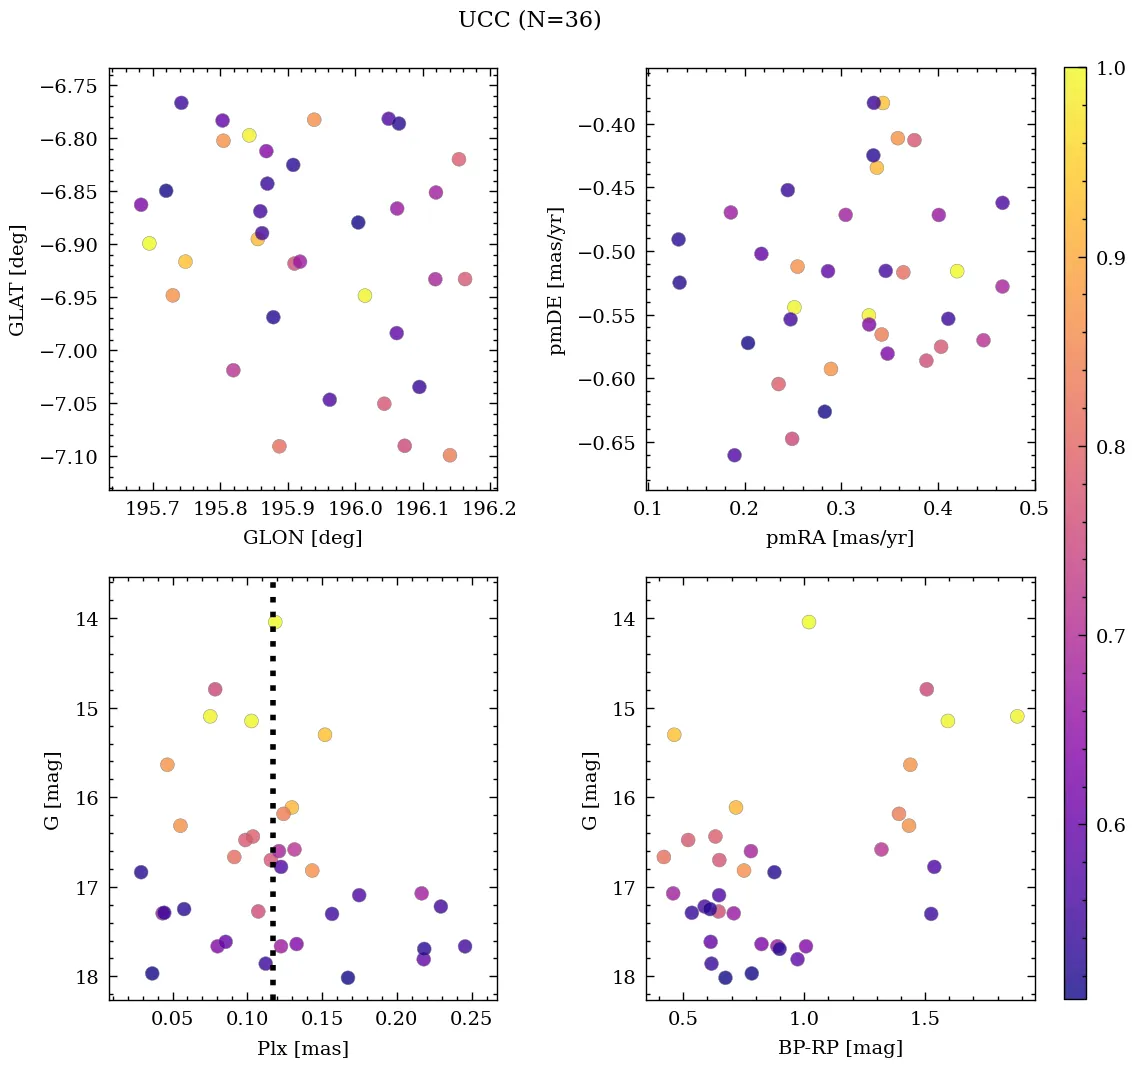 UCC (N=36)
−6.75
−6.80
−6.85
−6.90
−6.95
−7.00
−7.05
−7.10
GLAT [deg]
195.7 195.8 195.9 196.0 196.1 196.2
GLON [deg]
−0.40
−0.45
−0.50
−0.55
−0.60
−0.65
pmDE [mas/yr]
0.1 0.2 0.3 0.4 0.5
pmRA [mas/yr]
14
15
16
17
18
G [mag]
0.05 0.10 0.15 0.20 0.25
Plx [mas]
14
15
16
17
18
G [mag]
0.5 1.0 1.5
BP-RP [mag]
1.0
0.9
0.8
0.7
0.6